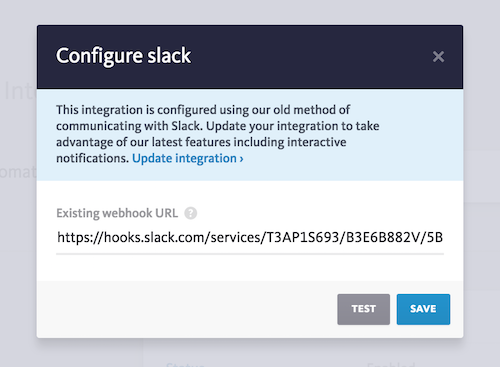 Configure slack
×
This integration is configured using our old method of
communicating with Slack. Update your integration to take
advantage of our latest features including interactive
notifications. Update integration ›
Existing webhook URL ?
https://hooks.slack.com/services/T3AP1S693/B3E6B882V/5B
TEST SAVE